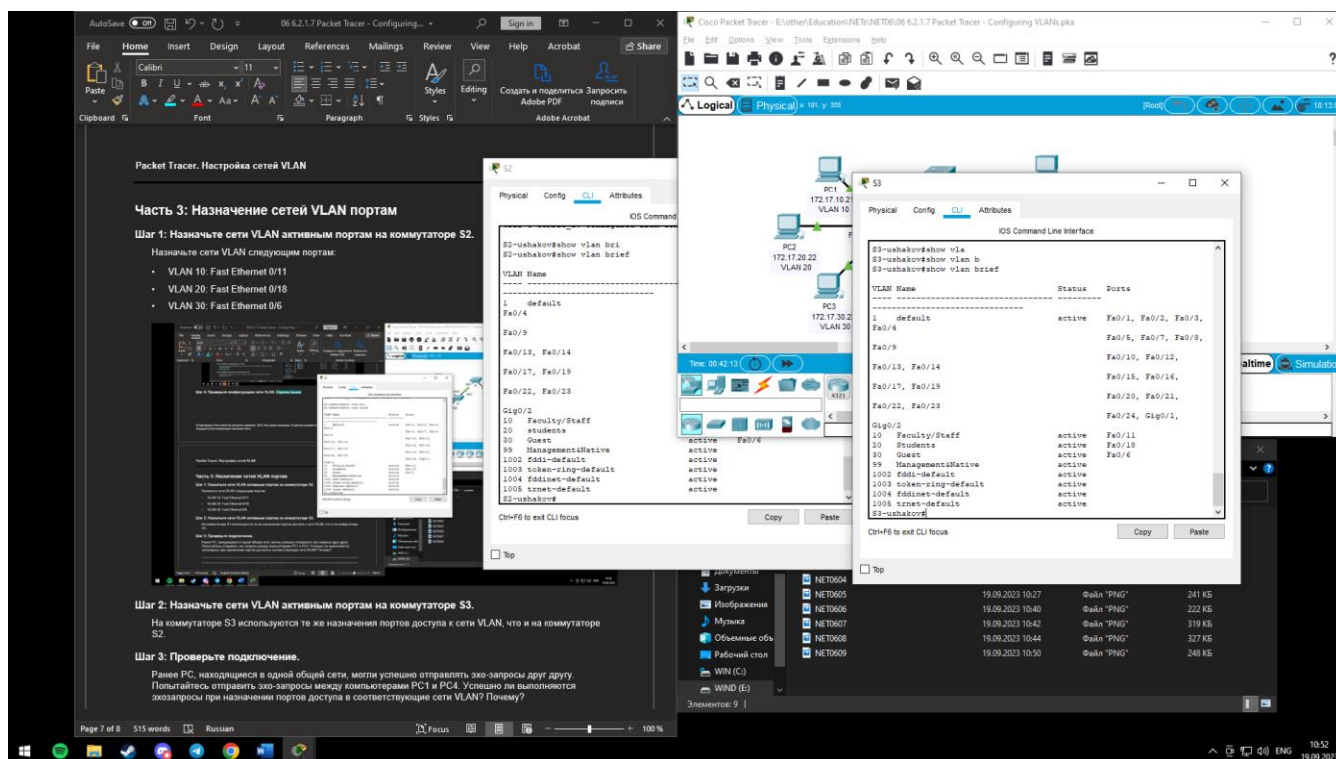 AutoSave Off
06 6.2.1.7 Packet Tracer - Configuring...
Sign in
File Home Insert Design Layout References Mailings Review View Help Acrobat Share
Paste
Calibri 11
Styles
Editing
Создать и поделиться Adobe PDF
Запросить подписи
Clipboard Font Paragraph Styles Adobe Acrobat
Packet Tracer. Настройка сетей VLAN
Часть 3: Назначение сетей VLAN портам
Шаг 1: Назначьте сети VLAN активным портам на коммутаторе S2.
Назначьте сети VLAN следующим портам:
• VLAN 10: Fast Ethernet 0/11
• VLAN 20: Fast Ethernet 0/18
• VLAN 30: Fast Ethernet 0/6
Шаг 2: Назначьте сети VLAN активным портам на коммутаторе S3.
На коммутаторе S3 используются те же назначения портов доступа к сети VLAN, что и на коммутаторе
S2.
Шаг 3: Проверьте подключение.
Ранее PC, находящиеся в одной общей сети, могли успешно отправлять эхо-запросы друг другу.
Попытайтесь отправить эхо-запросы между компьютерами PC1 и PC4. Успешно ли выполняются
эхозапросы при назначении портов доступа в соответствующие сети VLAN? Почему?
Page 7 of 8 515 words Russian Focus 100%
S2
Physical Config CLI Attributes
IOS Command
S2-ushakov#show vlan bri
S2-ushakov#show vlan brief
VLAN Name
1 default
Fa0/4
Fa0/9
Fa0/13, Fa0/14
Fa0/17, Fa0/19
Fa0/22, Fa0/23
Gig0/2
10 Faculty/Staff active
20 students active
30 Guest active Fa0/6
99 Management&Native active
1002 fddi-default active
1003 token-ring-default active
1004 fddinet-default active
1005 trnet-default active
S2-ushakov#
Ctrl+F6 to exit CLI focus
Copy Paste
Top
Cisco Packet Tracer - E:\other\Education\NETs\NET06\06 6.2.1.7 Packet Tracer - Configuring VLANs.pka
File Edit Options View Tools Extensions Help
Logical Physical x: 181, y: 355 [Root] 18:13:
PC1
172.17.10.21
VLAN 10
PC2
172.17.20.22
VLAN 20
PC3
172.17.30.2
VLAN 30
Time: 00:42:13
altime Simulatio
4321
S3
Physical Config CLI Attributes
IOS Command Line Interface
S3-ushakov#show vla
S3-ushakov#show vlan b
S3-ushakov#show vlan brief
VLAN Name Status Ports
1 default active Fa0/1, Fa0/2, Fa0/3,
Fa0/4
Fa0/5, Fa0/7, Fa0/8,
Fa0/9
Fa0/10, Fa0/12,
Fa0/13, Fa0/14
Fa0/15, Fa0/16,
Fa0/17, Fa0/19
Fa0/20, Fa0/21,
Fa0/22, Fa0/23
Fa0/24, Gig0/1,
Gig0/2
10 Faculty/Staff active Fa0/11
20 Students active Fa0/18
30 Guest active Fa0/6
99 Management&Native active
1002 fddi-default active
1003 token-ring-default active
1004 fddinet-default active
1005 trnet-default active
S3-ushakov#
Ctrl+F6 to exit CLI focus
Copy Paste
Top
Документы
Загрузки
Изображения
Музыка
Объемные объ
Рабочий стол
WIN (C:)
WIND (E:)
NET0604
NET0605 19.09.2023 10:27 Файл "PNG" 241 КБ
NET0606 19.09.2023 10:40 Файл "PNG" 222 КБ
NET0607 19.09.2023 10:42 Файл "PNG" 319 КБ
NET0608 19.09.2023 10:44 Файл "PNG" 327 КБ
NET0609 19.09.2023 10:50 Файл "PNG" 248 КБ
Элементов: 9
ENG
10:52
19.09.202